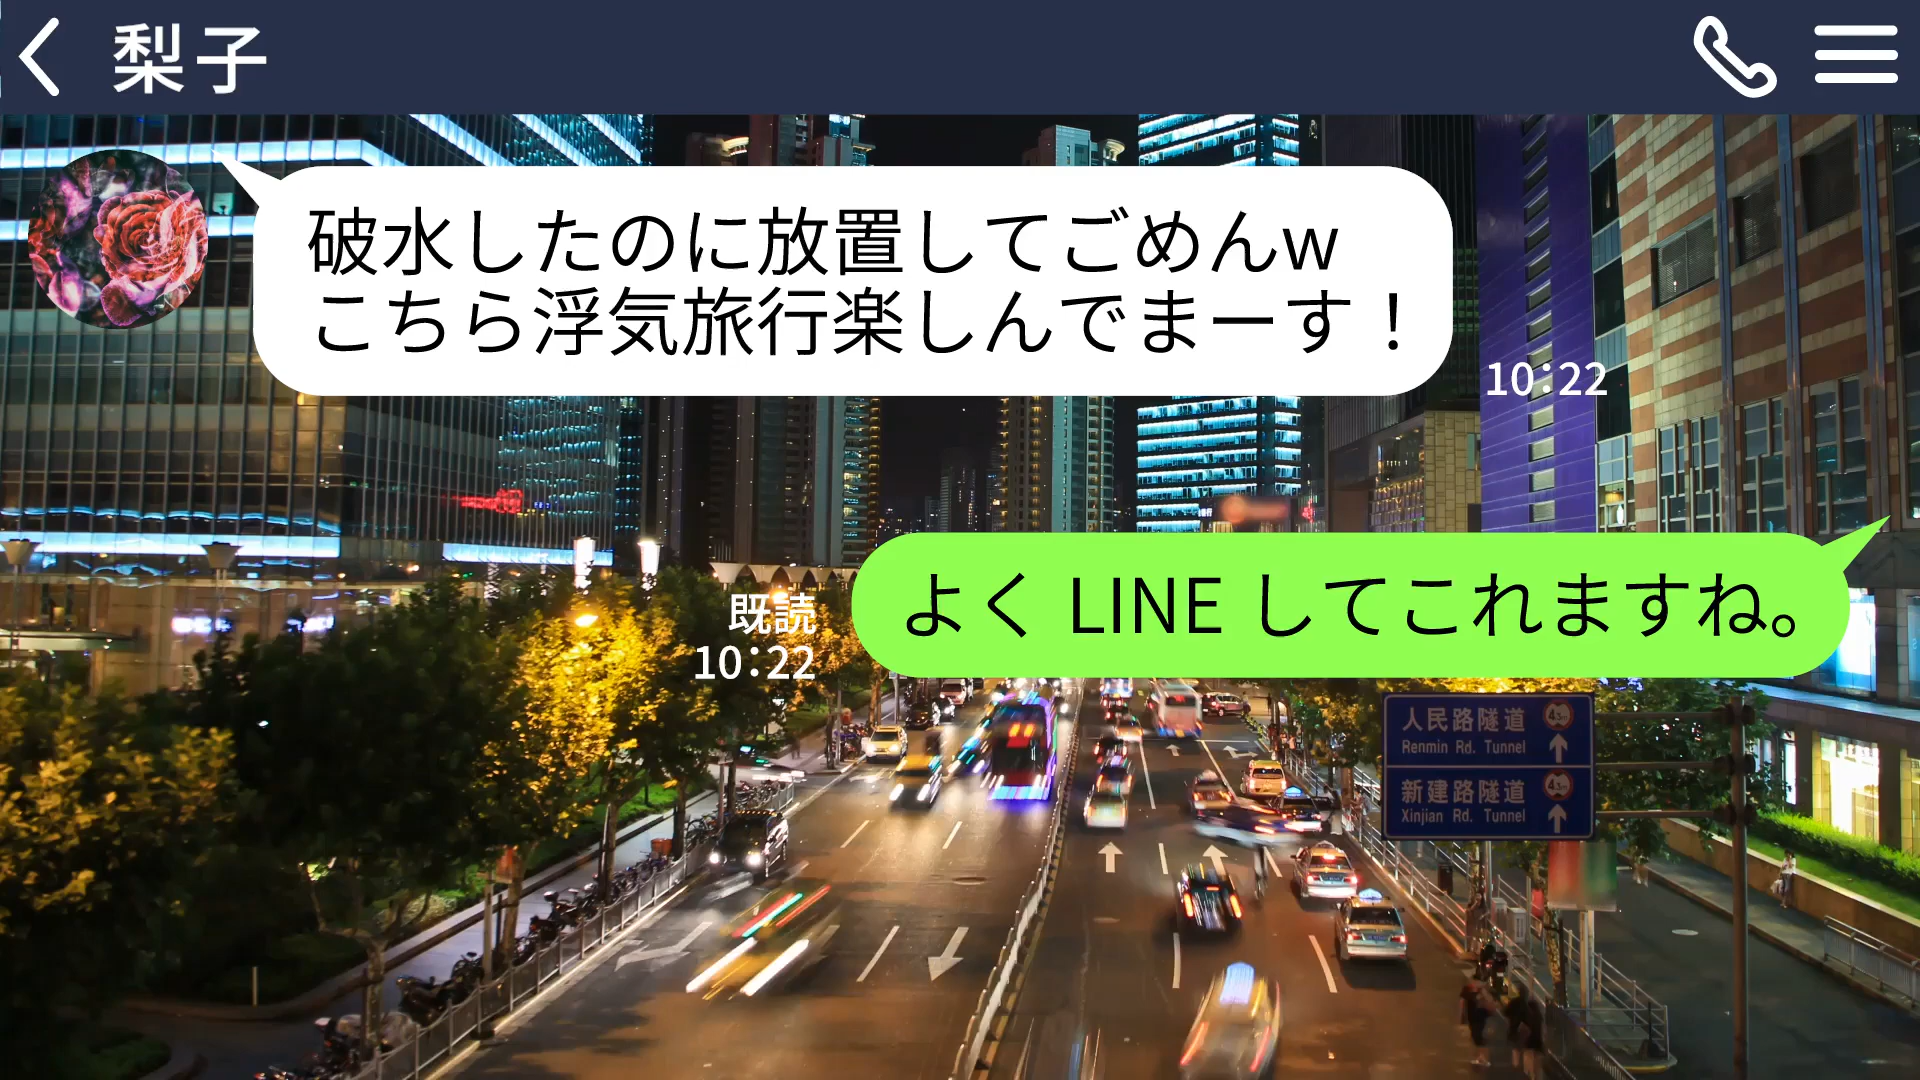 梨子
破水したのに放置してごめんw
こちら浮気旅行楽しんでまーす！
10:22
よく LINE してこれますね。
既読
10:22
人民路隧道
Renmin Rd. Tunnel
新建路隧道
Xinjian Rd. Tunnel